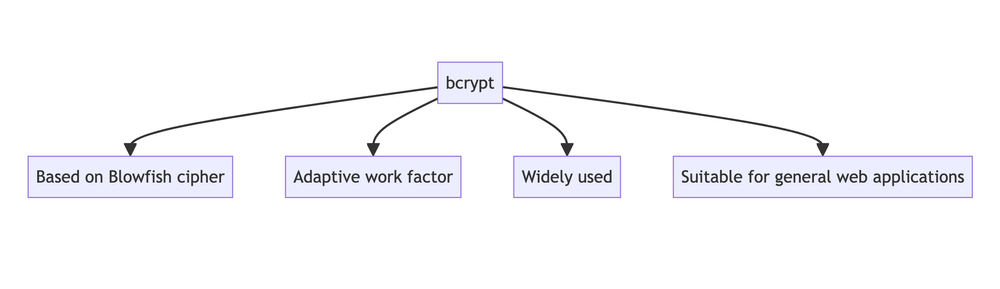 bcrypt
Based on Blowfish cipher
Adaptive work factor
Widely used
Suitable for general web applications